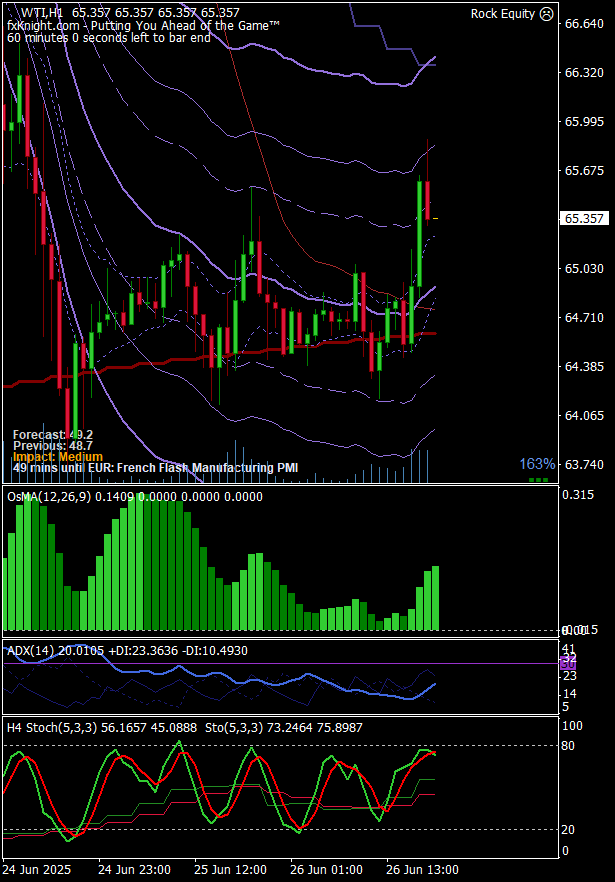 WTI,H1 65.357 65.357 65.357 65.357
Rock Equity ☹
fxKnight.com - Putting You Ahead of the Game™
60 minutes 0 seconds left to bar end
66.640
66.320
65.995
65.675
65.357
65.030
64.710
64.385
64.065
63.740
Forecast: 49.2
Previous: 48.7
Impact: Medium
49 mins until EUR: French Flash Manufacturing PMI
163%
OsMA(12,26,9) 0.1409 0.0000 0.0000 0.0000
0.315
ADX(14) 20.0105 +DI:23.3636 -DI:10.4930
41
32
23
14
5
H4 Stoch(5,3,3) 56.1657 45.0888 Sto(5,3,3) 73.2464 75.8987
100
80
20
0
24 Jun 2025
24 Jun 23:00
25 Jun 12:00
26 Jun 01:00
26 Jun 13:00